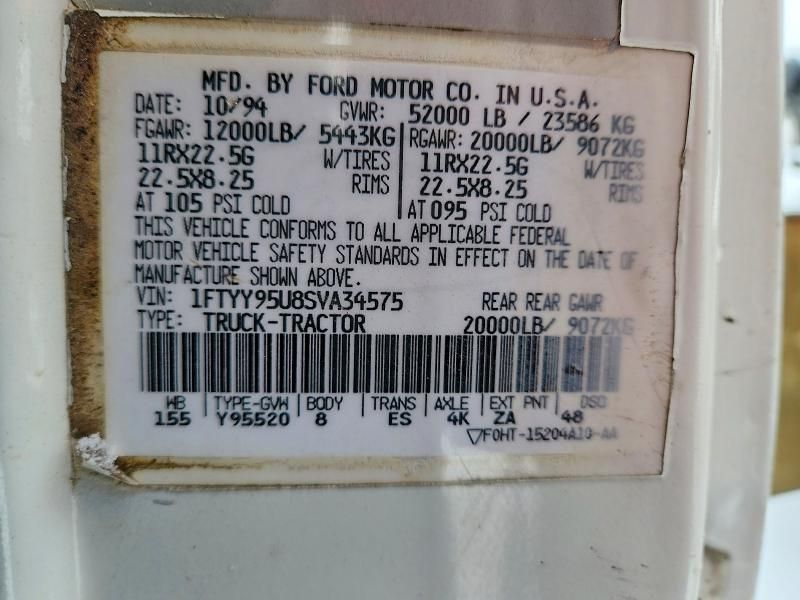 MFD. BY FORD MOTOR CO. IN U.S.A.
DATE: 10/94 GVWR: 52000 LB / 23586 KG
FGAWR: 12000LB/ 5443KG RGAWR: 20000LB/ 9072KG
11RX22.5G W/TIRES 11RX22.5G W/TIRES
22.5X8.25 RIMS 22.5X8.25 RIMS
AT 105 PSI COLD AT 095 PSI COLD
THIS VEHICLE CONFORMS TO ALL APPLICABLE FEDERAL
MOTOR VEHICLE SAFETY STANDARDS IN EFFECT ON THE DATE OF
MANUFACTURE SHOWN ABOVE.
VIN: 1FTYY95U8SVA34575 REAR REAR GAWR
TYPE: TRUCK-TRACTOR 20000LB/ 9072KG
WB TYPE-GVW BODY TRANS AXLE EXT PNT DSO
155 Y95520 8 ES 4K ZA 48
▽F0HT-15204A10-AA